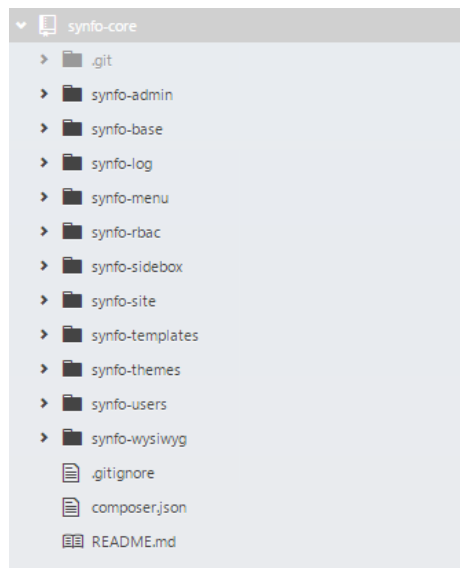 synfo-core
.git
synfo-admin
synfo-base
synfo-log
synfo-menu
synfo-rbac
synfo-sidebox
synfo-site
synfo-templates
synfo-themes
synfo-users
synfo-wysiwyg
.gitignore
composer.json
README.md